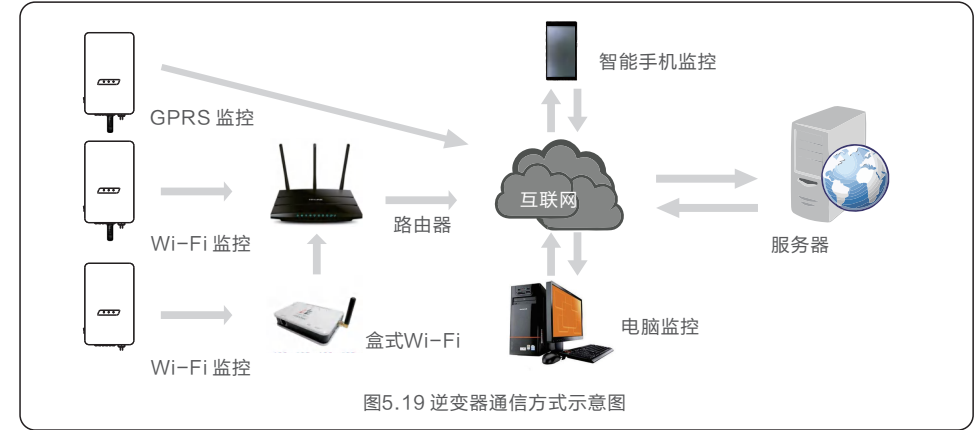 智能手机监控
GPRS 监控
互联网
路由器
Wi-Fi 监控
服务器
盒式Wi-Fi
电脑监控
Wi-Fi 监控
图5.19 逆变器通信方式示意图